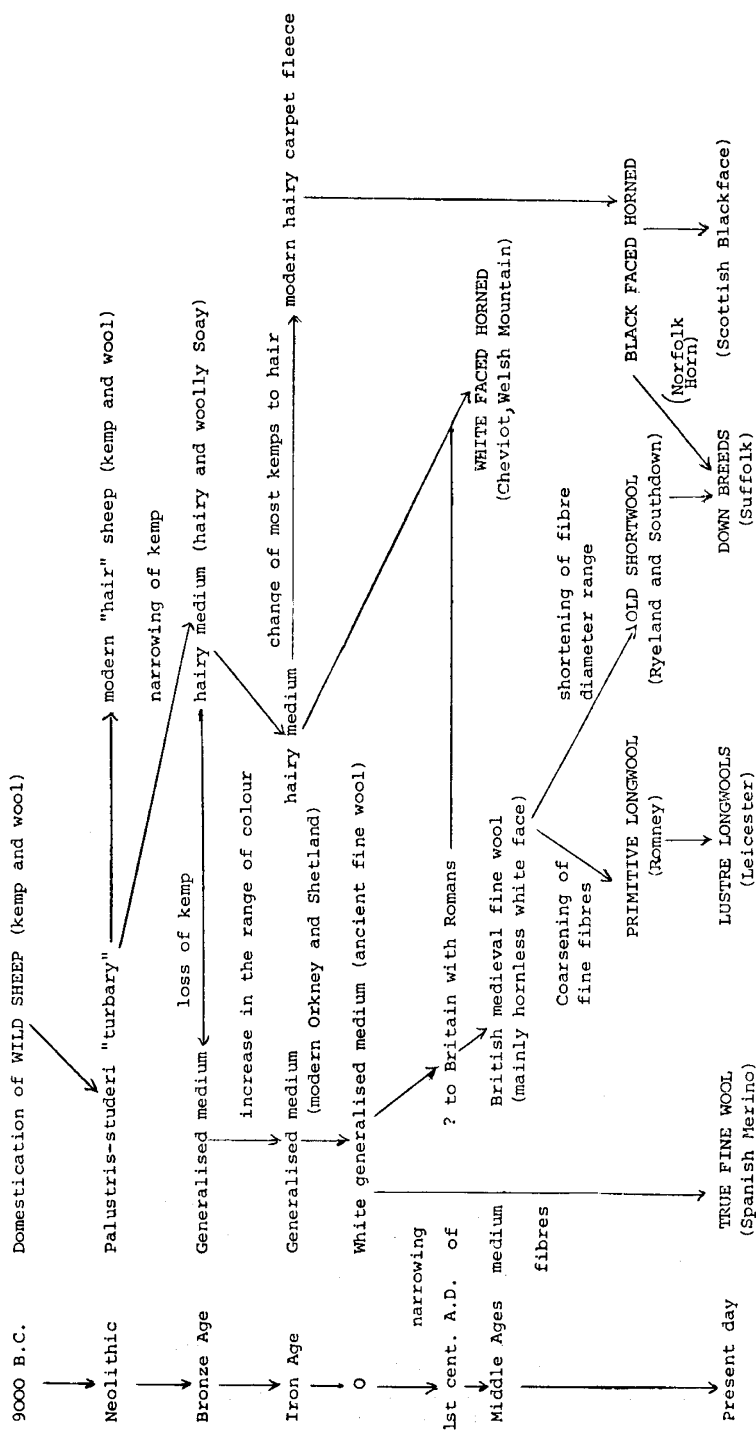 9000 B.C.
Domestication of WILD SHEEP (kemp and wool)
Neolithic
Palustris-studeri "turbary"
modern "hair" sheep (kemp and wool)
narrowing of kemp
Bronze Age
Generalised medium
loss of kemp
hairy medium (hairy and woolly Soay)
increase in the range of colour
change of most kemps to hair
Iron Age
Generalised medium
(modern Orkney and Shetland)
hairy medium
modern hairy carpet fleece
O
White generalised medium (ancient fine wool)
narrowing
1st cent. A.D. of
? to Britain with Romans
Middle Ages medium
fibres
British medieval fine wool
(mainly hornless white face)
WHITE FACED HORNED
(Cheviot, Welsh Mountain)
Coarsening of
fine fibres
shortening of fibre
diameter range
PRIMITIVE LONGWOOL
(Romney)
OLD SHORTWOOL
(Ryeland and Southdown)
BLACK FACED HORNED
(Norfolk
Horn)
Present day
TRUE FINE WOOL
(Spanish Merino)
LUSTRE LONGWOOLS
(Leicester)
DOWN BREEDS
(Suffolk)
(Scottish Blackface)